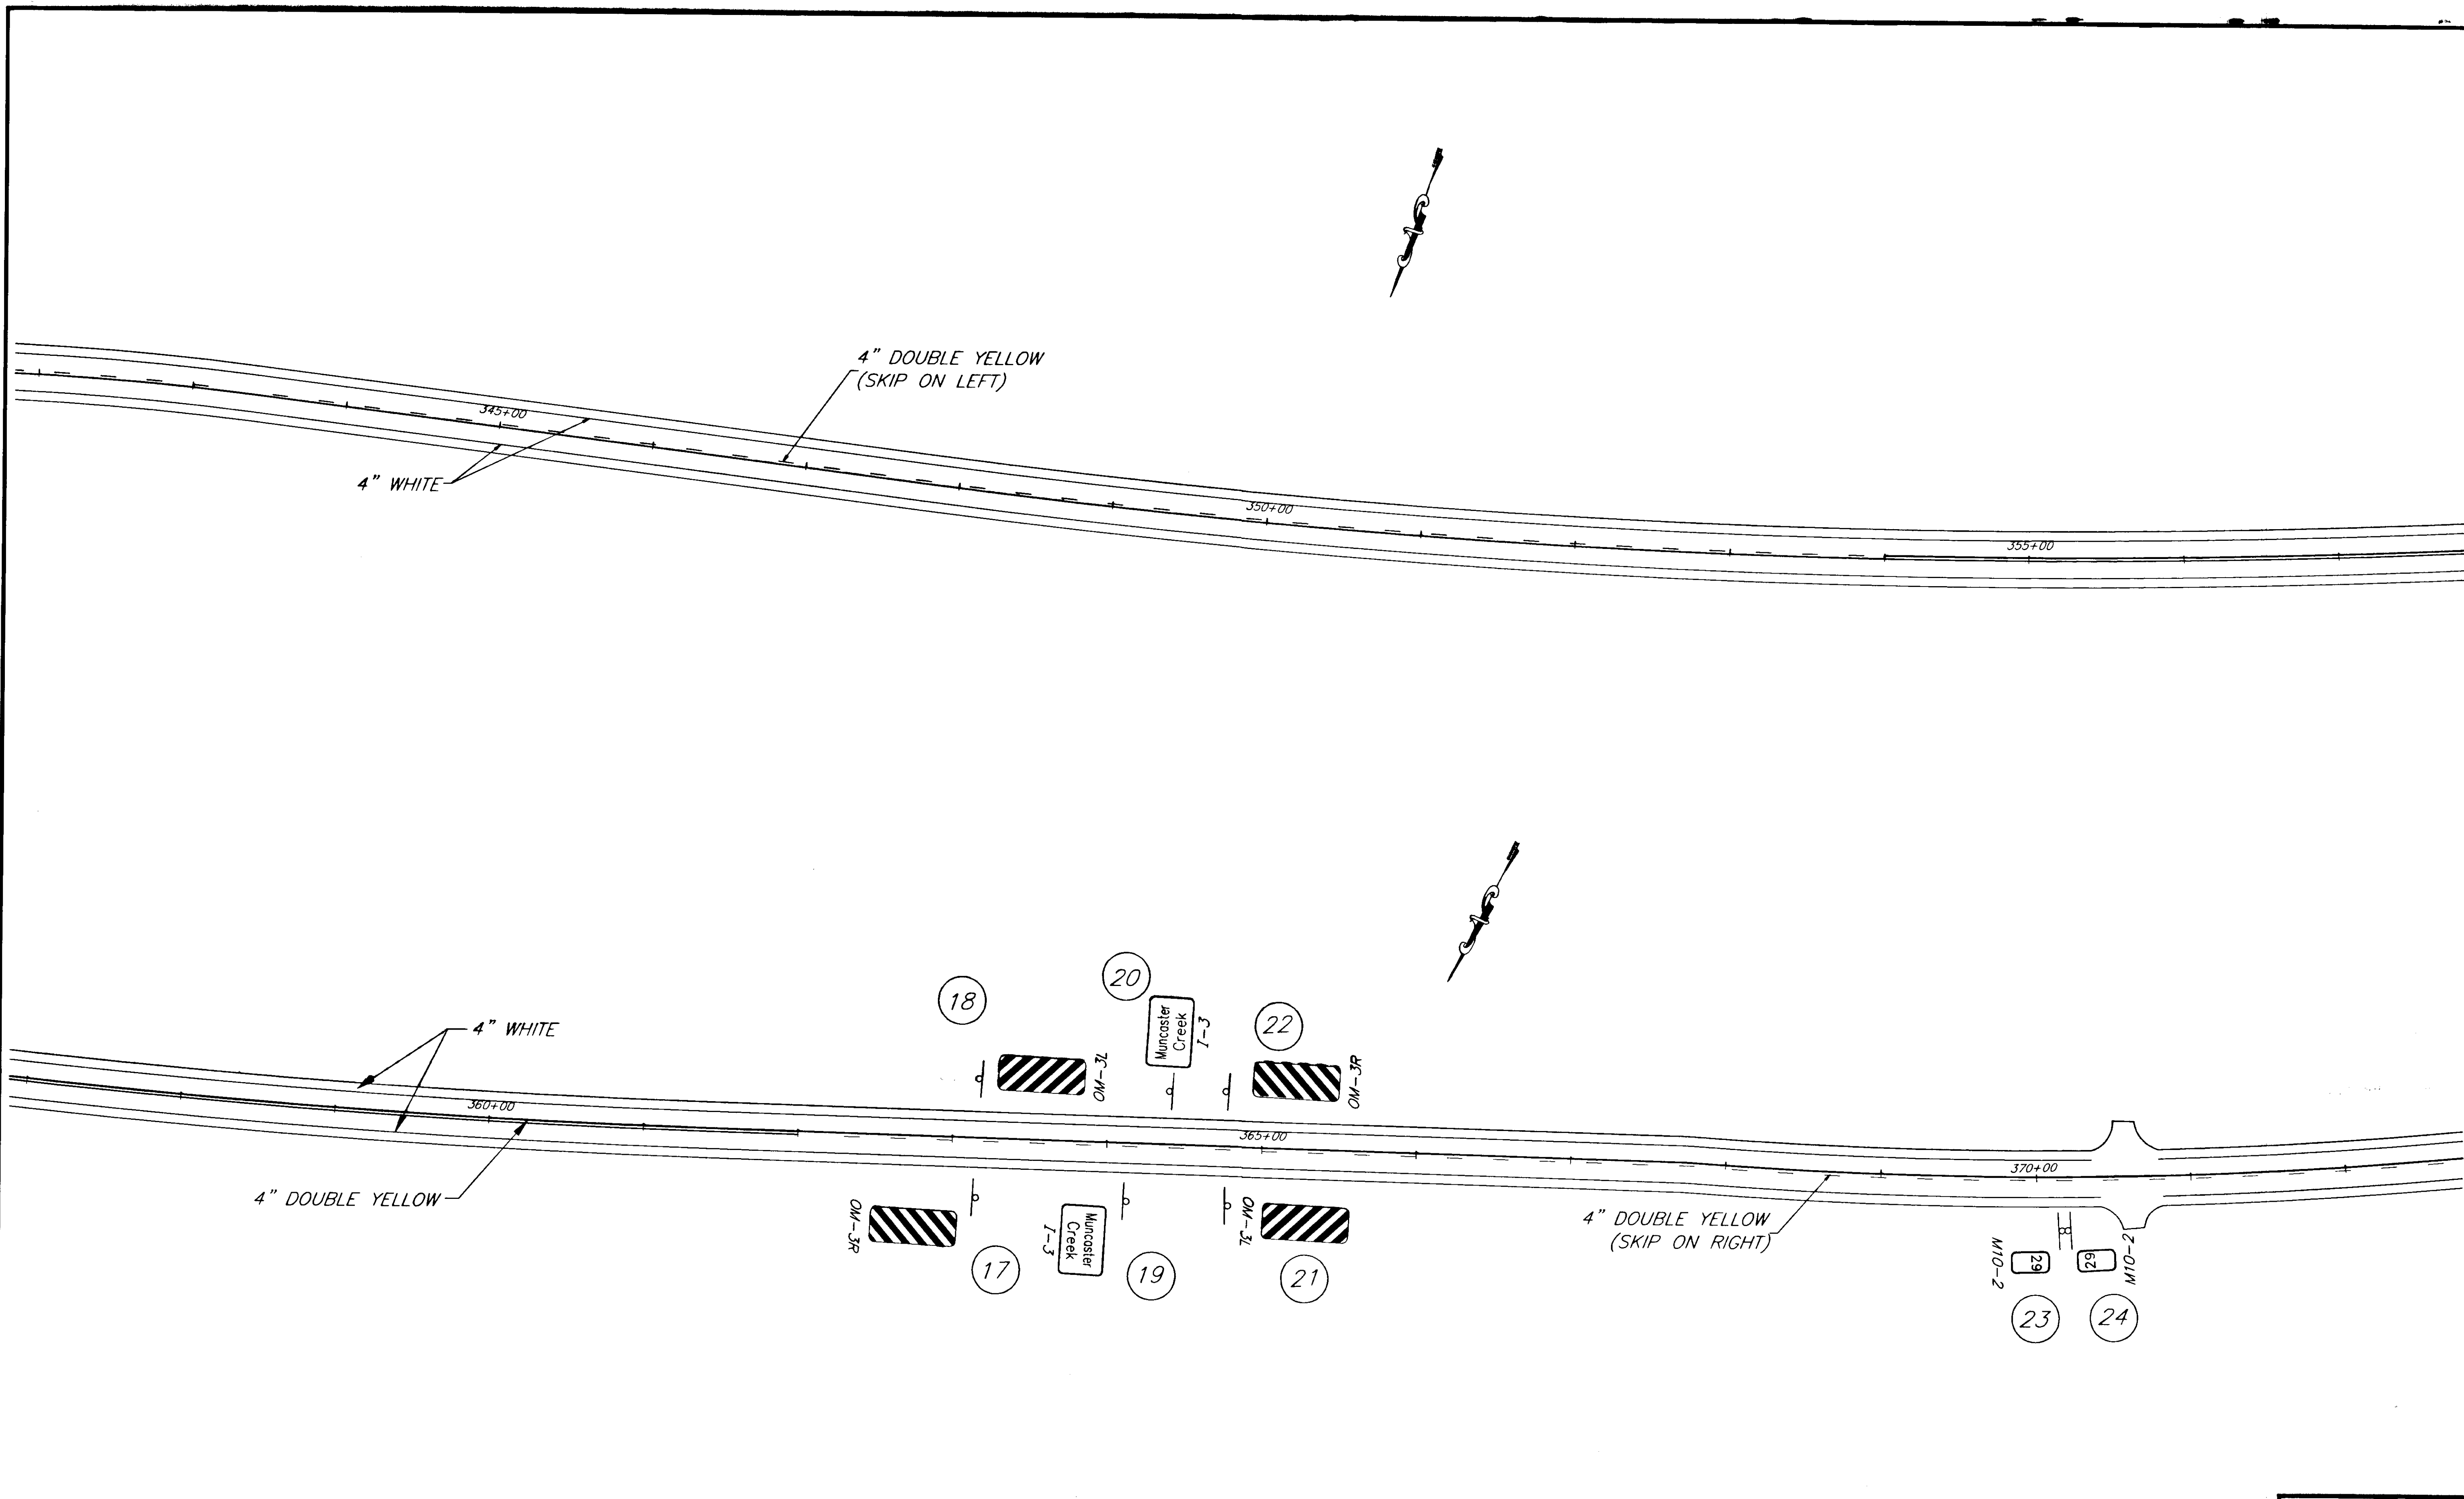 4" DOUBLE YELLOW
(SKIP ON LEFT)
345+00
4" WHITE
350+00
355+00
20
18
Muncaster
Creek
I-3
22
4" WHITE
OM-3L
OM-3R
360+00
365+00
370+00
4" DOUBLE YELLOW
OM-3R
Muncaster
Creek
I-3
OM-3L
4" DOUBLE YELLOW
(SKIP ON RIGHT)
17
19
21
M10-2
29
29
M10-2
23
24